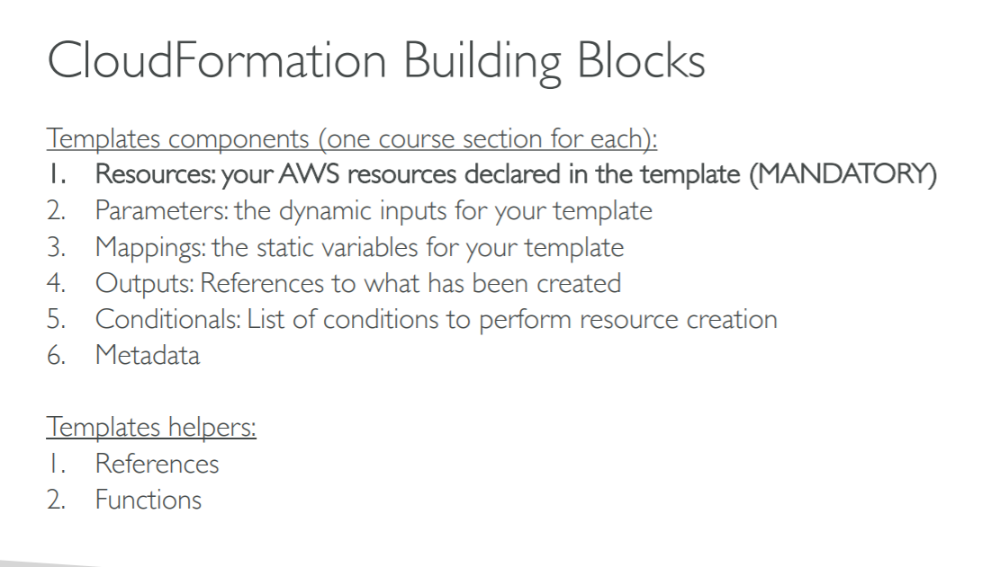 CloudFormation Building Blocks
Templates components (one course section for each):
1. Resources: your AWS resources declared in the template (MANDATORY)
2. Parameters: the dynamic inputs for your template
3. Mappings: the static variables for your template
4. Outputs: References to what has been created
5. Conditionals: List of conditions to perform resource creation
6. Metadata
Templates helpers:
1. References
2. Functions